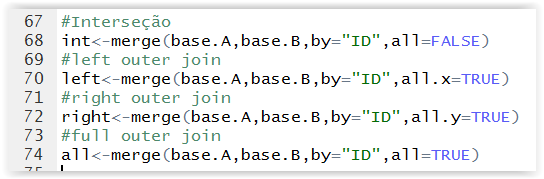 67 #Interseção
68 int<-merge(base.A,base.B,by="ID",all=FALSE)
69 #left outer join
70 left<-merge(base.A,base.B,by="ID",all.x=TRUE)
71 #right outer join
72 right<-merge(base.A,base.B,by="ID",all.y=TRUE)
73 #full outer join
74 all<-merge(base.A,base.B,by="ID",all=TRUE)